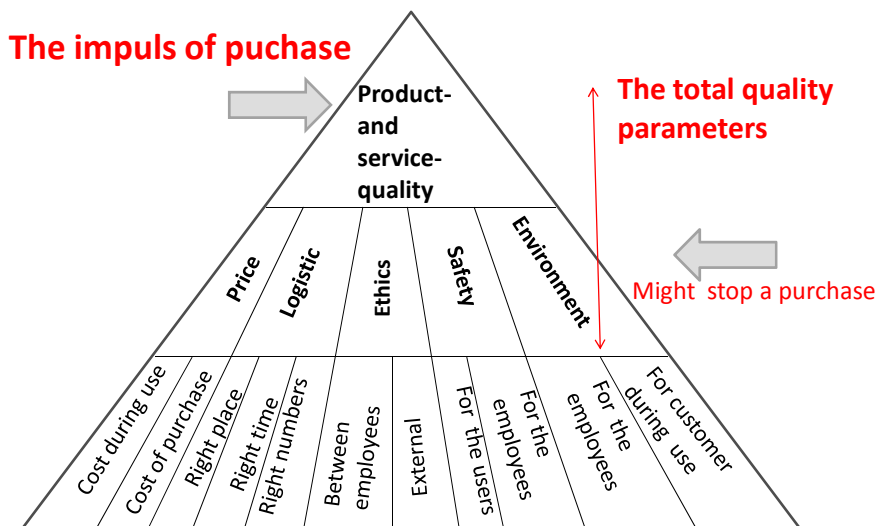 The impuls of puchase
Product-
and
service-
quality
The total quality
parameters
Price
Logistic
Ethics
Safety
Environment
Might stop a purchase
Cost during use
Cost of purchase
Right place
Right time
Right numbers
Between
employees
External
For the users
For the
employees
For the
employees
For customer
during use